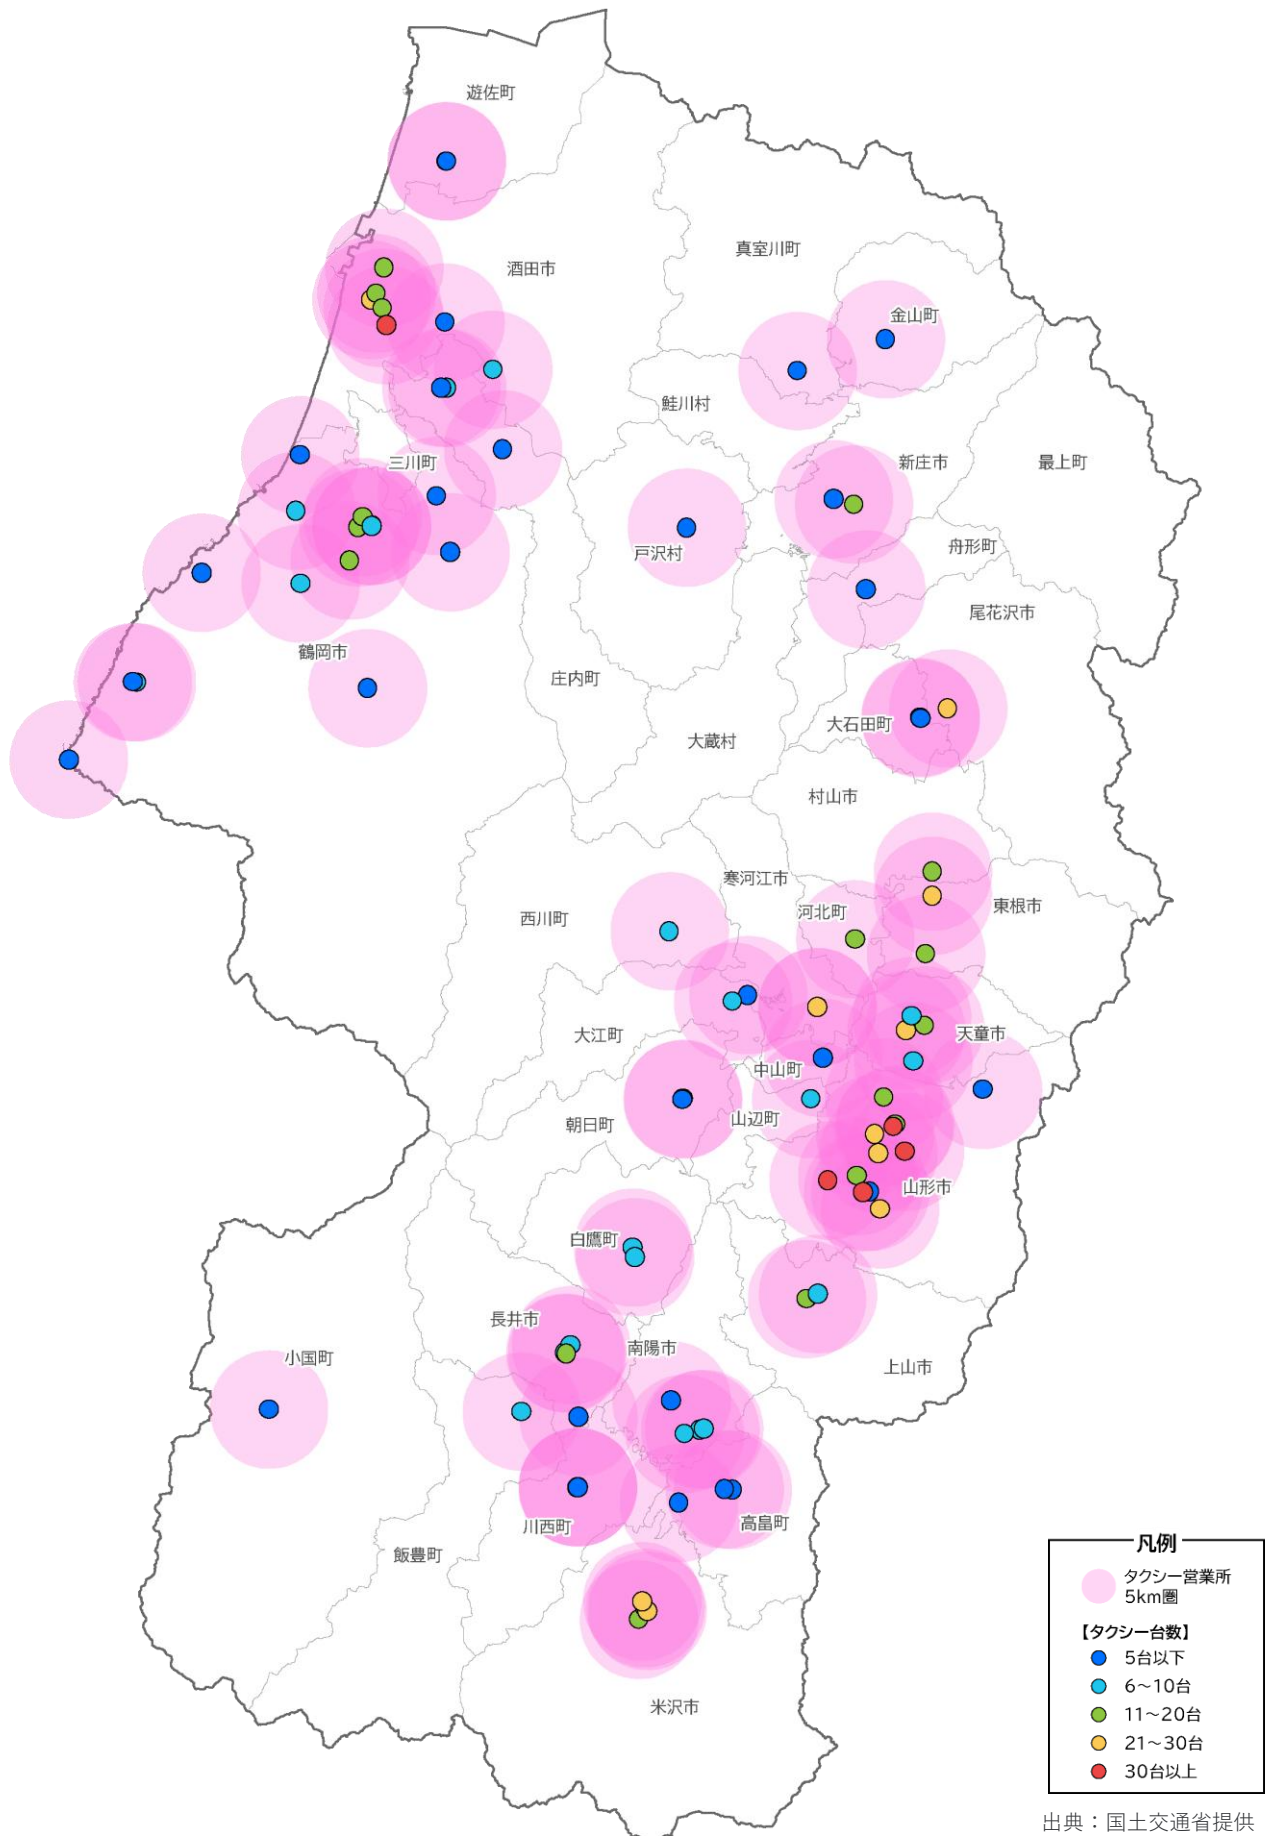 遊佐町
酒田市
真室川町
金山町
鮭川村
三川町
新庄市
最上町
戸沢村
舟形町
尾花沢市
鶴岡市
庄内町
大石田町
大蔵村
村山市
寒河江市
西川町
河北町
東根市
大江町
天童市
中山町
朝日町
山辺町
山形市
白鷹町
長井市
南陽市
小国町
上山市
川西町
高畠町
飯豊町
米沢市
凡例
タクシー営業所
5km圏
【タクシー台数】
5台以下
6～10台
11～20台
21～30台
30台以上
出典：国土交通省提供